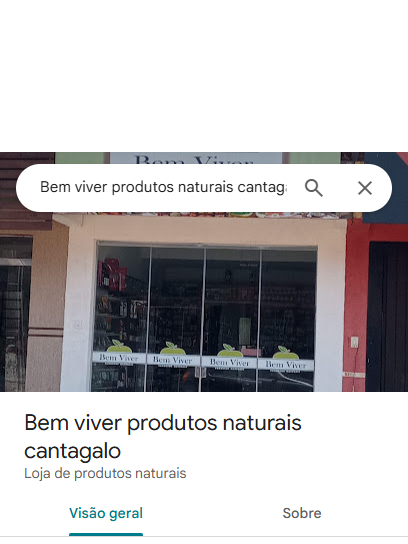 Bem Viver
Bem viver produtos naturais cantag
Bem Viver
Bem Viver
Bem Viver
Bem Viver
Bem viver produtos naturais
cantagalo
Loja de produtos naturais
Visão geral
Sobre